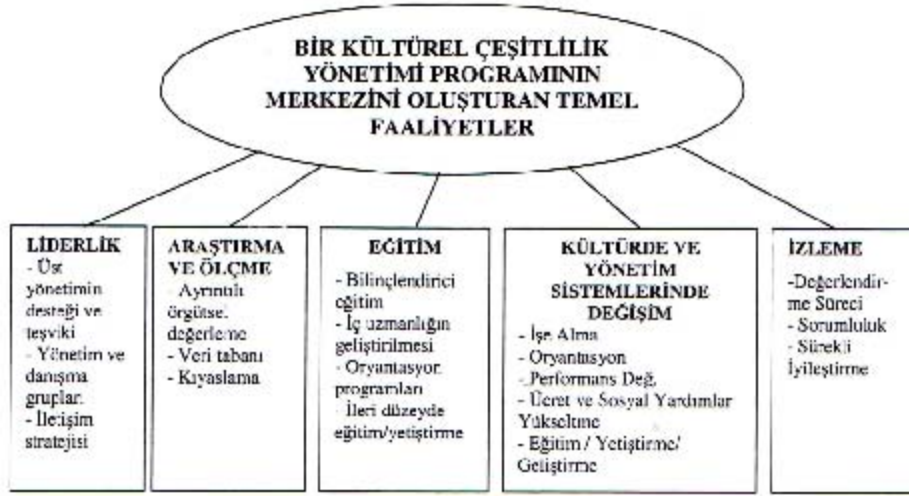 BİR KÜLTÜREL ÇEŞİTLİLİK
YÖNETİMİ PROGRAMININ
MERKEZİNİ OLUŞTURAN TEMEL
FAALİYETLER
LİDERLİK
- Üst
yönetimin
desteği ve
teşviki
- Yönetim ve
danışma
grupları
- İletişim
stratejisi
ARAŞTIRMA
VE ÖLÇME
- Ayrıntılı
örgütsel
değerleme
- Veri tabanı
- Kıyaslama
EĞİTİM
- Bilinçlendirici
eğitim
- İç uzmanlığın
geliştirilmesi
- Oryantasyon
programları
- İleri düzeyde
eğitim/yetiştirme
KÜLTÜRDE VE
YÖNETİM
SİSTEMLERİNDE
DEĞİŞİM
- İşe Alma
- Oryantasyon
- Performans Değ.
- Ücret ve Sosyal Yardımlar
Yükseltme
- Eğitim / Yetiştirme/
Geliştirme
İZLEME
-Değerlendir-
me Süreci
- Sorumluluk
- Sürekli
İyileştirme